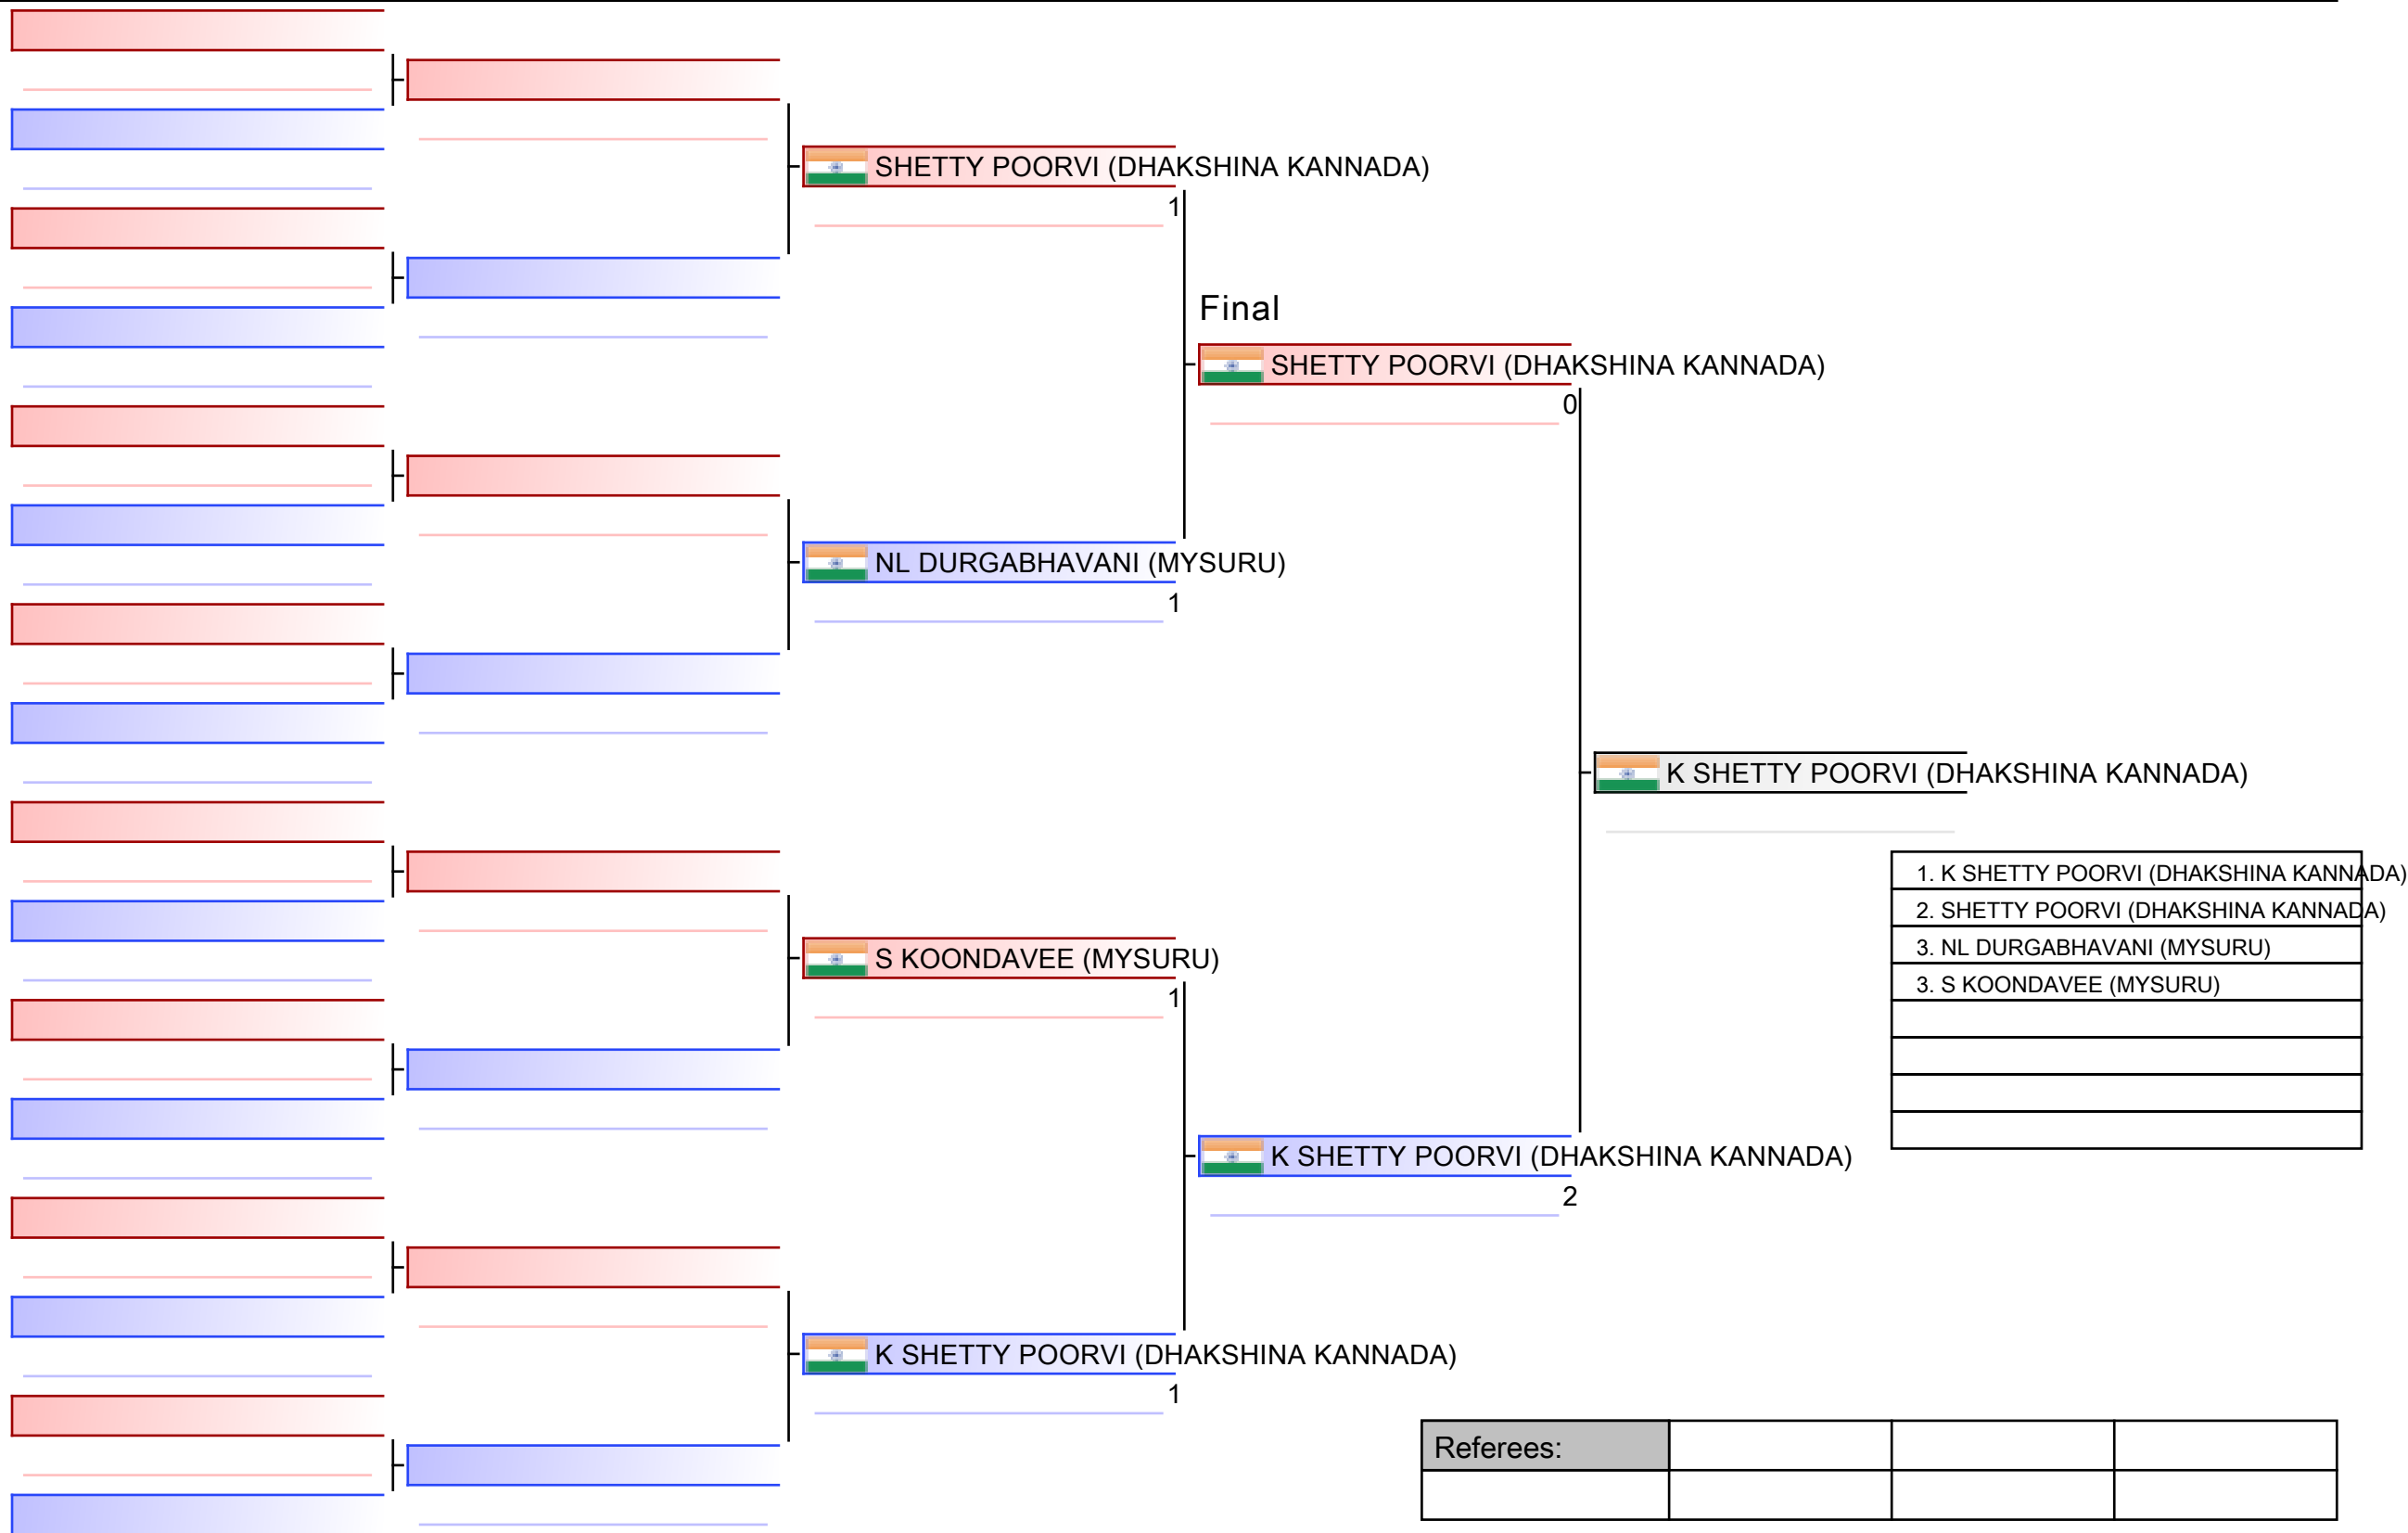 SHETTY POORVI (DHAKSHINA KANNADA)
1
Final
SHETTY POORVI (DHAKSHINA KANNADA)
0
NL DURGABHAVANI (MYSURU)
1
K SHETTY POORVI (DHAKSHINA KANNADA)
1. K SHETTY POORVI (DHAKSHINA KANNADA)
2. SHETTY POORVI (DHAKSHINA KANNADA)
3. NL DURGABHAVANI (MYSURU)
3. S KOONDAVEE (MYSURU)
S KOONDAVEE (MYSURU)
1
K SHETTY POORVI (DHAKSHINA KANNADA)
2
K SHETTY POORVI (DHAKSHINA KANNADA)
1
Referees: